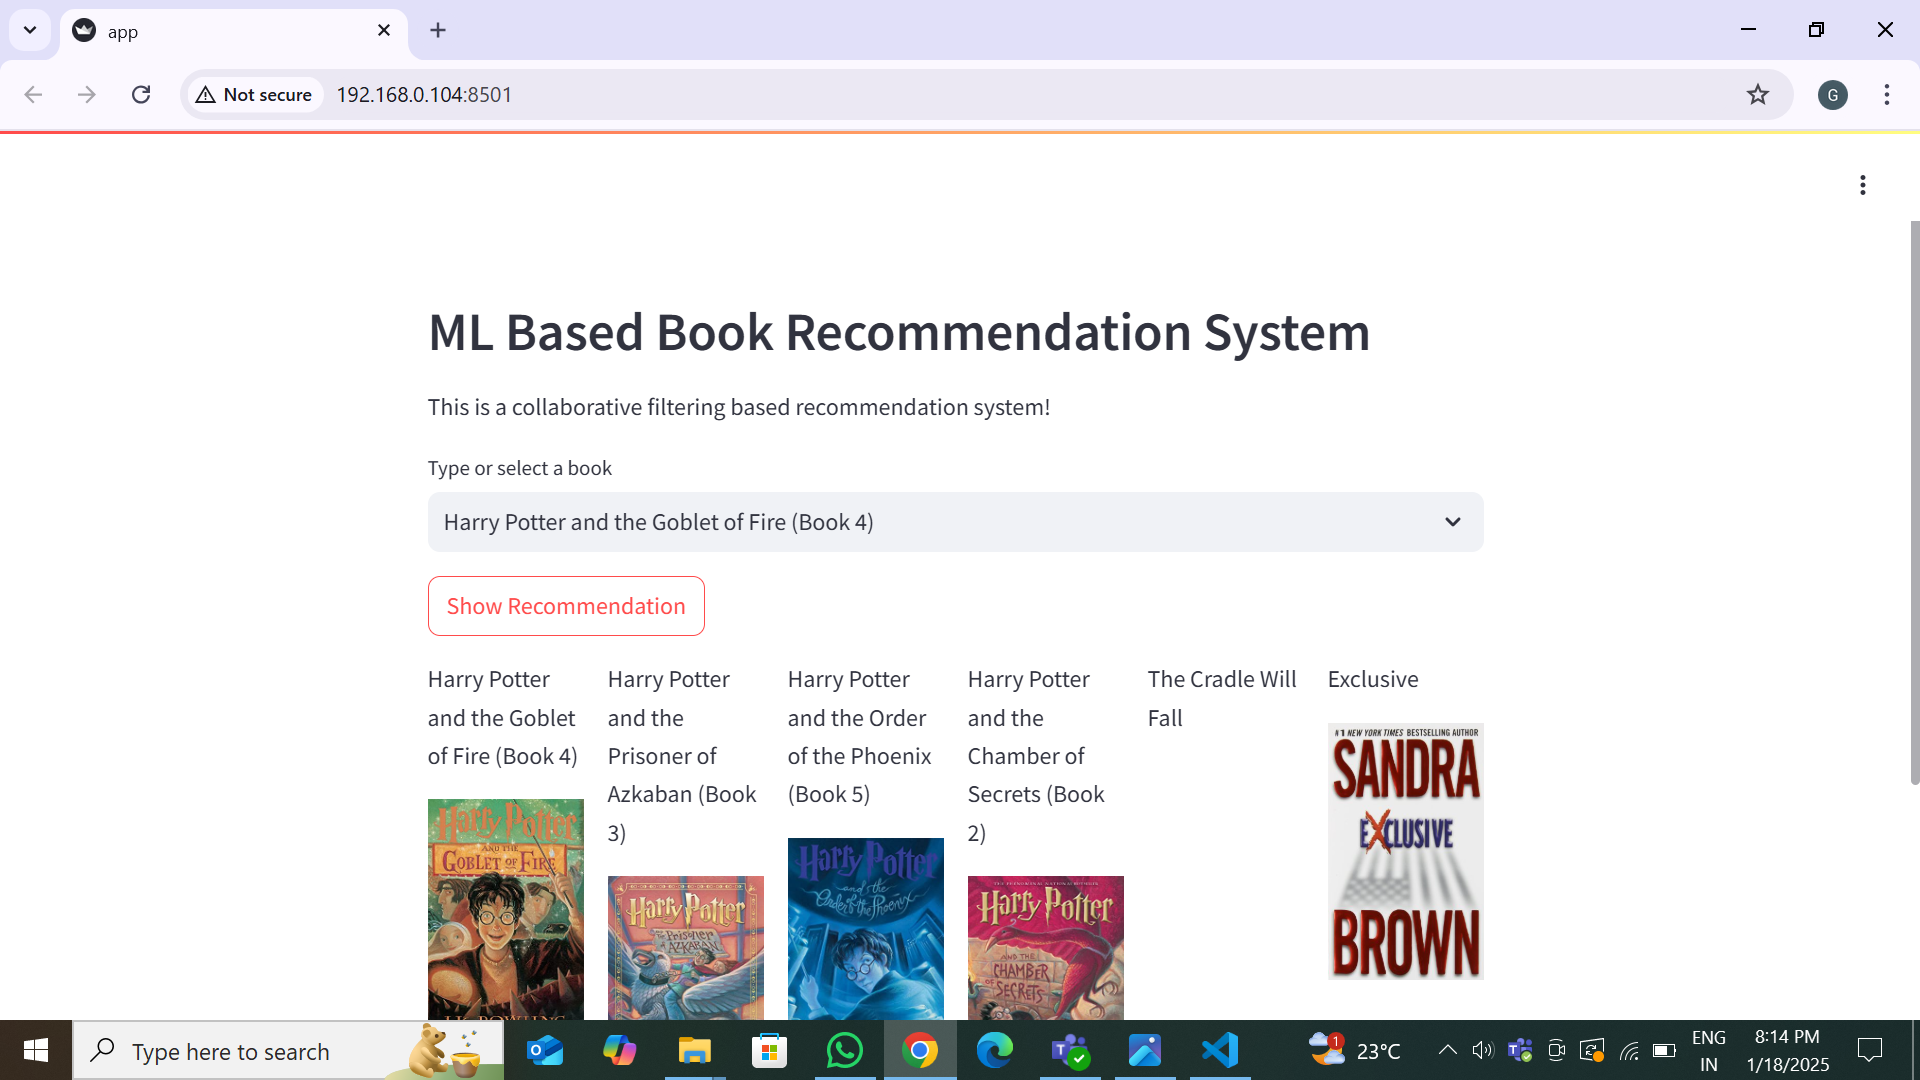 app
Not secure
192.168.0.104:8501
G
ML Based Book Recommendation System
This is a collaborative filtering based recommendation system!
Type or select a book
Harry Potter and the Goblet of Fire (Book 4)
Show Recommendation
Harry Potter
and the Goblet
of Fire (Book 4)
Harry Potter
AND THE
GOBLET OF FIRE
Harry Potter
and the
Prisoner of
Azkaban (Book
3)
Harry Potter
AND THE
PRISONER OF
AZKABAN
Harry Potter
and the Order
of the Phoenix
(Book 5)
Harry Potter
and the
Order of the Phoenix
Harry Potter
and the
Chamber of
Secrets (Book
2)
Harry Potter
AND THE
CHAMBER
OF SECRETS
The Cradle Will
Fall
Exclusive
#1 NEW YORK TIMES BESTSELLING AUTHOR
SANDRA
EXCLUSIVE
BROWN
Type here to search
1
23°C
ENG
IN
8:14 PM
1/18/2025